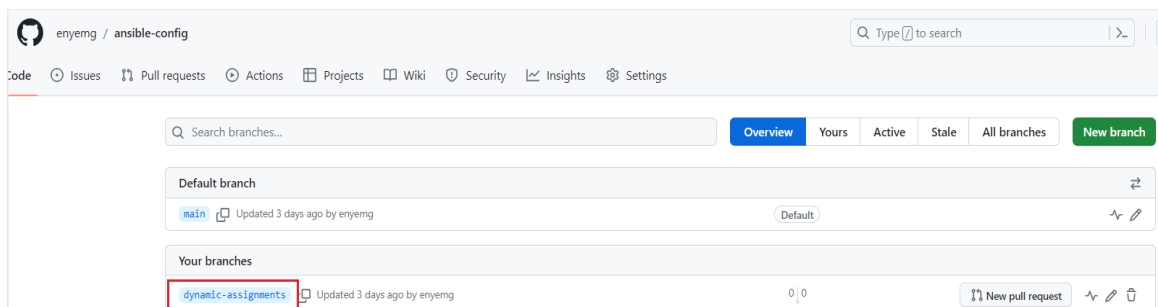 enyemg / ansible-config
Type / to search
Code Issues Pull requests Actions Projects Wiki Security Insights Settings
Search branches...
Overview Yours Active Stale All branches New branch
Default branch
main Updated 3 days ago by enyemg Default
Your branches
dynamic-assignments Updated 3 days ago by enyemg 0 0 New pull request